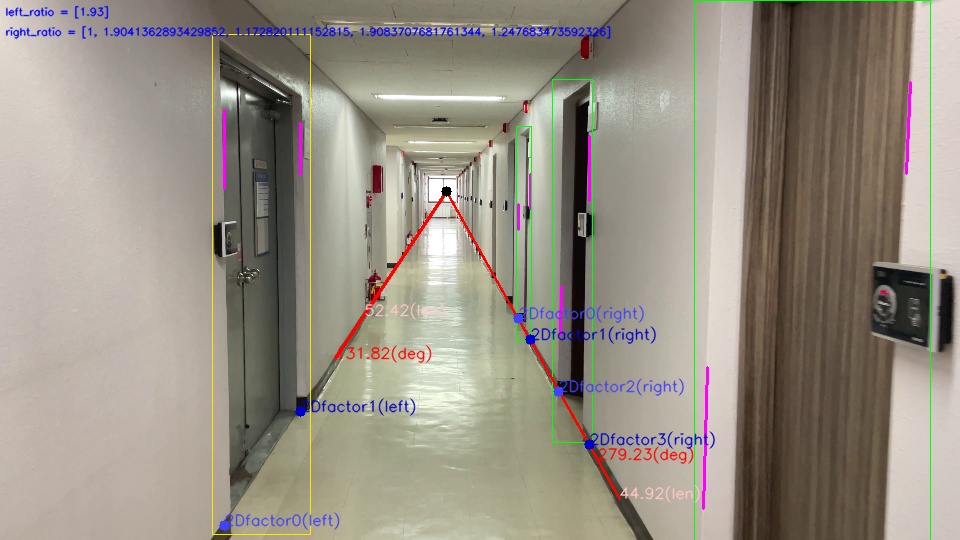 left_ratio = [1.93]
right_ratio = [1, 1.9041362893429852, 1.172820111152815, 1.9083707681761344, 1.247683473592326]
2Dfactor0(right)
52.42(len)
2Dfactor1(right)
31.82(deg)
2Dfactor2(right)
2Dfactor1(left)
2Dfactor3(right)
279.23(deg)
44.92(len)
2Dfactor0(left)